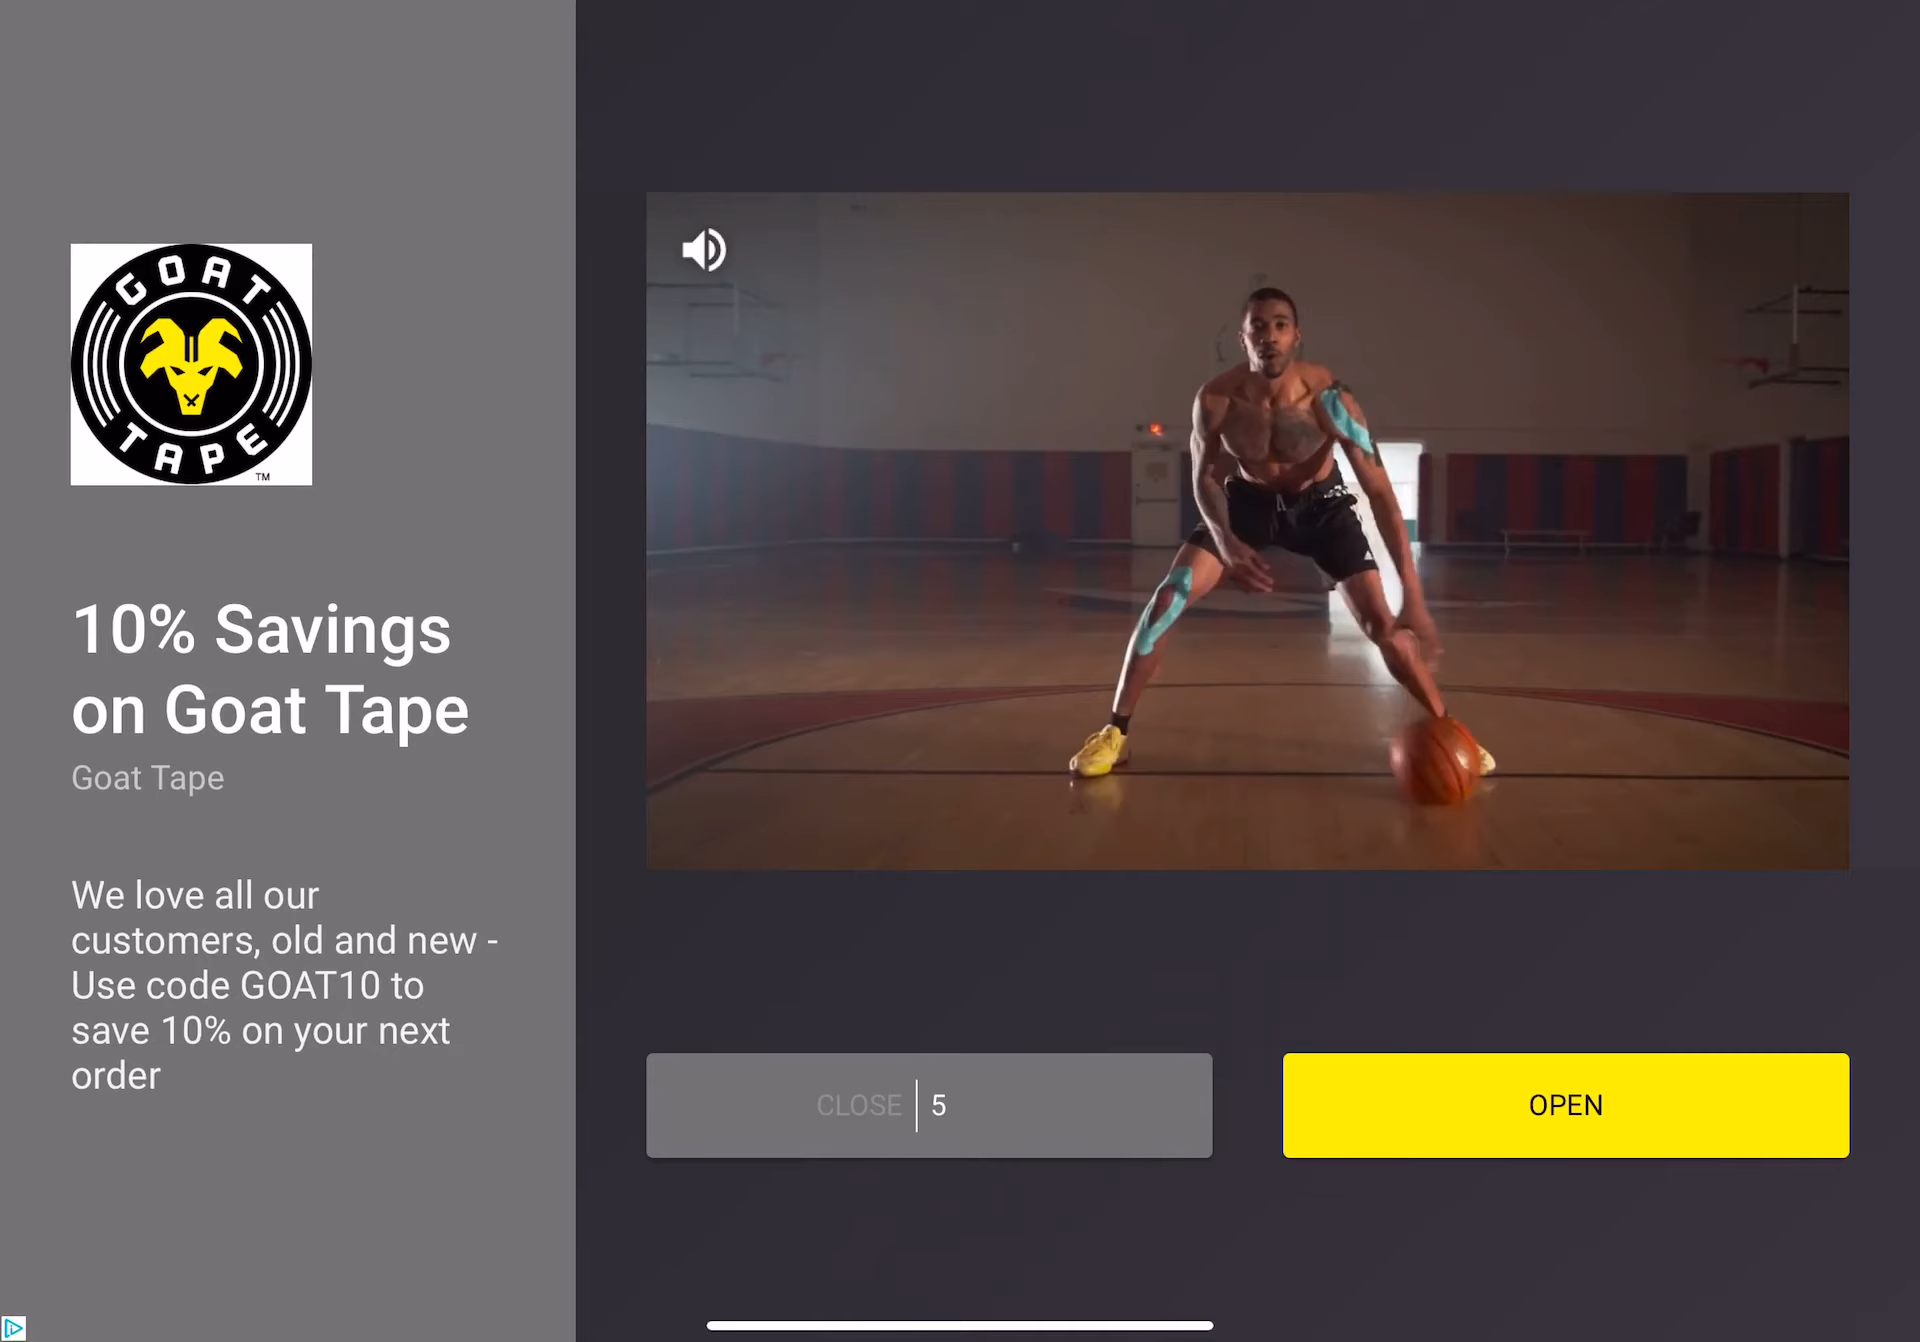 GOAT
TAPE
TM
10% Savings
on Goat Tape
Goat Tape
We love all our
customers, old and new -
Use code GOAT10 to
save 10% on your next
order
CLOSE 5
OPEN